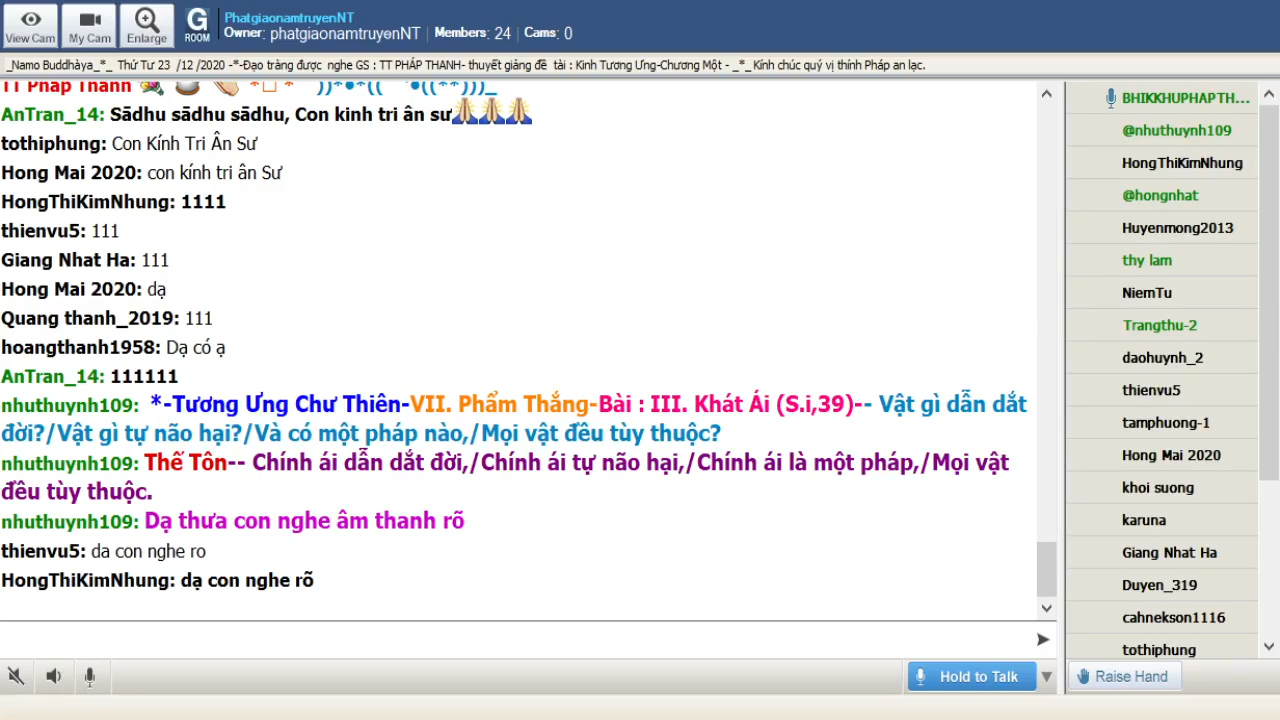 View Cam
My Cam
Enlarge
G
ROOM
PhatgiaonamtruyenNT
Owner: phatgiaonamtruyenNT | Members: 24 | Cams: 0
_Namo Buddhàya_*_ Thứ Tư 23 /12 /2020 -*-Đạo tràng được nghe GS : TT PHÁP THANH- thuyết giảng đề tài : Kinh Tương Ưng-Chương Một - _*_Kính chúc quý vị thính Pháp an lạc.
TT Pháp Thanh
AnTran_14: Sādhu sādhu sādhu, Con kinh tri ân sư
tothiphung: Con Kính Tri Ân Sư
Hong Mai 2020: con kính tri ân Sư
HongThiKimNhung: 1111
thienvu5: 111
Giang Nhat Ha: 111
Hong Mai 2020: dạ
Quang thanh_2019: 111
hoangthanh1958: Dạ có ạ
AnTran_14: 111111
nhuthuynh109: *-Tương Ưng Chư Thiên-VII. Phẩm Thắng-Bài : III. Khát Ái (S.i,39)-- Vật gì dẫn dắt
đời?/Vật gì tự não hại?/Và có một pháp nào,/Mọi vật đều tùy thuộc?
nhuthuynh109: Thế Tôn-- Chính ái dẫn dắt đời,/Chính ái tự não hại,/Chính ái là một pháp,/Mọi vật
đều tùy thuộc.
nhuthuynh109: Dạ thưa con nghe âm thanh rõ
thienvu5: da con nghe ro
HongThiKimNhung: dạ con nghe rõ
Hold to Talk
BHIKKHUPHAPTH...
@nhuthuynh109
HongThiKimNhung
@hongnhat
Huyenmong2013
thy lam
NiemTu
Trangthu-2
daohuynh_2
thienvu5
tamphuong-1
Hong Mai 2020
khoi suong
karuna
Giang Nhat Ha
Duyen_319
cahnekson1116
tothiphung
Raise Hand